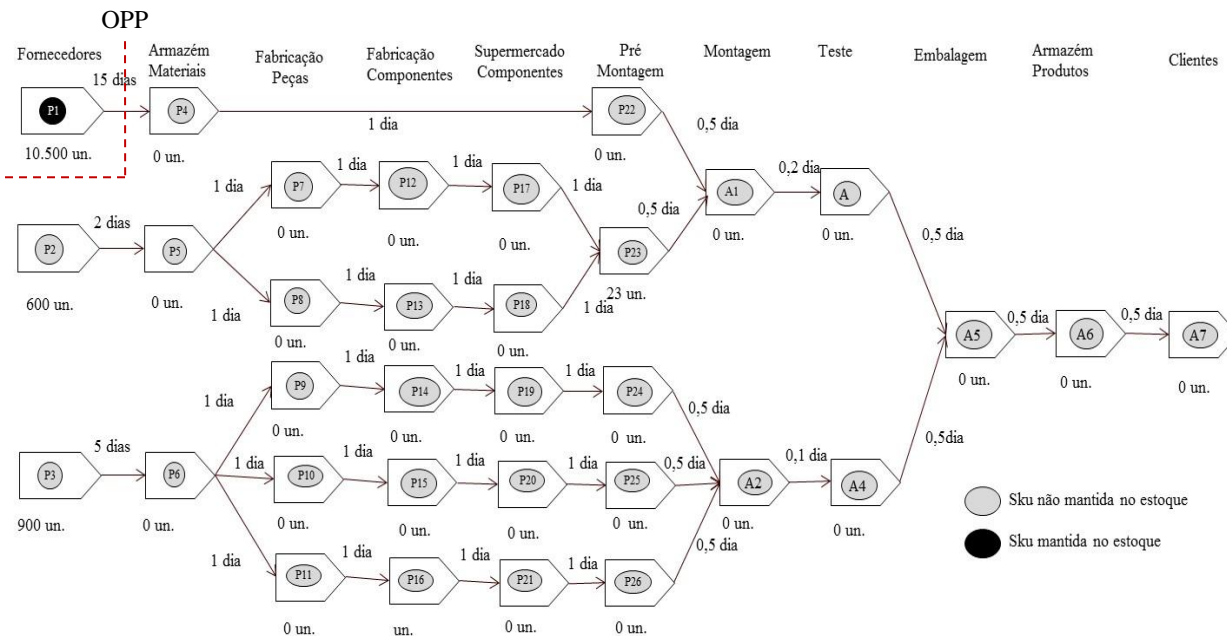 OPP
Fornecedores
Armazém
Materiais
Fabricação
Peças
Fabricação
Componentes
Supermercado
Componentes
Pré
Montagem
Montagem
Teste
Embalagem
Armazém
Produtos
Clientes
15 dias
P1
P4
P22
10.500 un.
0 un.
1 dia
0 un.
0,5 dia
1 dia
1 dia
1 dia
1 dia
P7
P12
P17
0 un.
0 un.
0 un.
0,5 dia
0,2 dia
A1
A
0 un.
0 un.
2 dias
P2
P5
P23
600 un.
0 un.
23 un.
0,5 dia
1 dia
1 dia
1 dia
1 dia
P8
P13
P18
0 un.
0 un.
0 un.
A5
0,5 dia
A6
0,5 dia
A7
0 un.
0 un.
0 un.
1 dia
1 dia
1 dia
1 dia
P9
P14
P19
P24
0 un.
0 un.
0 un.
0 un.
0,5 dia
0,5dia
5 dias
P3
P6
900 un.
0 un.
1 dia
1 dia
1 dia
1 dia
0,5 dia
0,1 dia
P10
P15
P20
P25
A2
A4
0 un.
0 un.
0 un.
0 un.
0 un.
0 un.
1 dia
1 dia
1 dia
1 dia
0,5 dia
P11
P16
P21
P26
0 un.
un.
0 un.
0 un.
Sku não mantida no estoque
Sku mantida no estoque